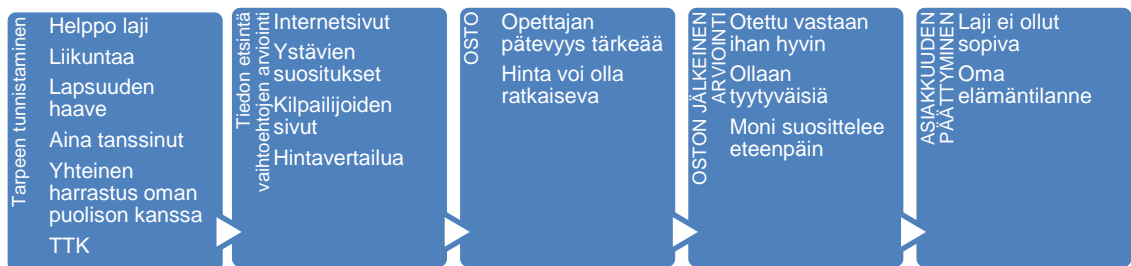 Tarpeen tunnistaminen
Helppo laji
Liikuntaa
Lapsuuden
haave
Aina tanssinut
Yhteinen
harrastus oman
puolison kanssa
TTK
Tiedon etsintä
vaihtoehtojen arviointi
Internetsivut
Ystävien
suositukset
Kilpailijoiden
sivut
Hintavertailua
OSTO
Opettajan
pätevyys tärkeää
Hinta voi olla
ratkaiseva
OSTON JÄLKEINEN
ARVIOINTI
Otettu vastaan
ihan hyvin
Ollaan
tyytyväisiä
Moni suosittelee
eteenpäin
ASIAKKUUDEN
PÄÄTTYMINEN
Laji ei ollut
sopiva
Oma
elämäntilanne